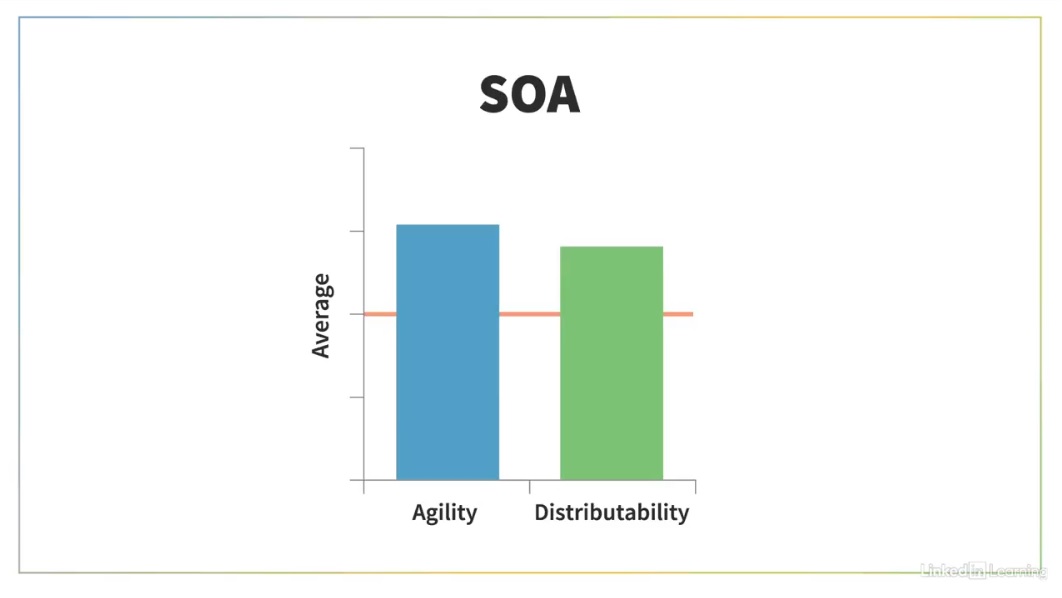 SOA
Average
Agility
Distributability
LinkedIn Learning